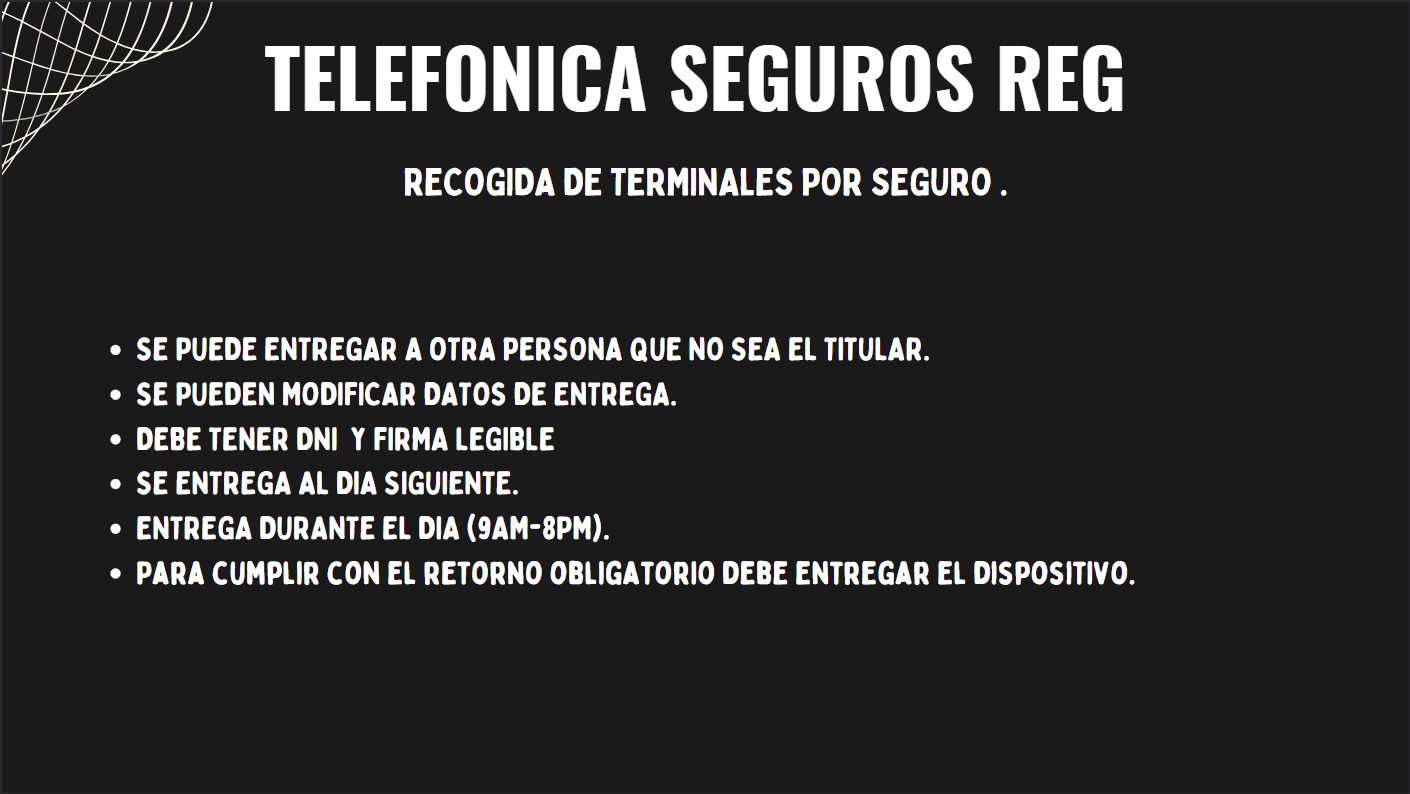 TELEFONICA SEGUROS REG
RECOGIDA DE TERMINALES POR SEGURO .
• SE PUEDE ENTREGAR A OTRA PERSONA QUE NO SEA EL TITULAR.
• SE PUEDEN MODIFICAR DATOS DE ENTREGA.
• DEBE TENER DNI  Y FIRMA LEGIBLE
• SE ENTREGA AL DIA SIGUIENTE.
• ENTREGA DURANTE EL DIA (9AM-8PM).
• PARA CUMPLIR CON EL RETORNO OBLIGATORIO DEBE ENTREGAR EL DISPOSITIVO.